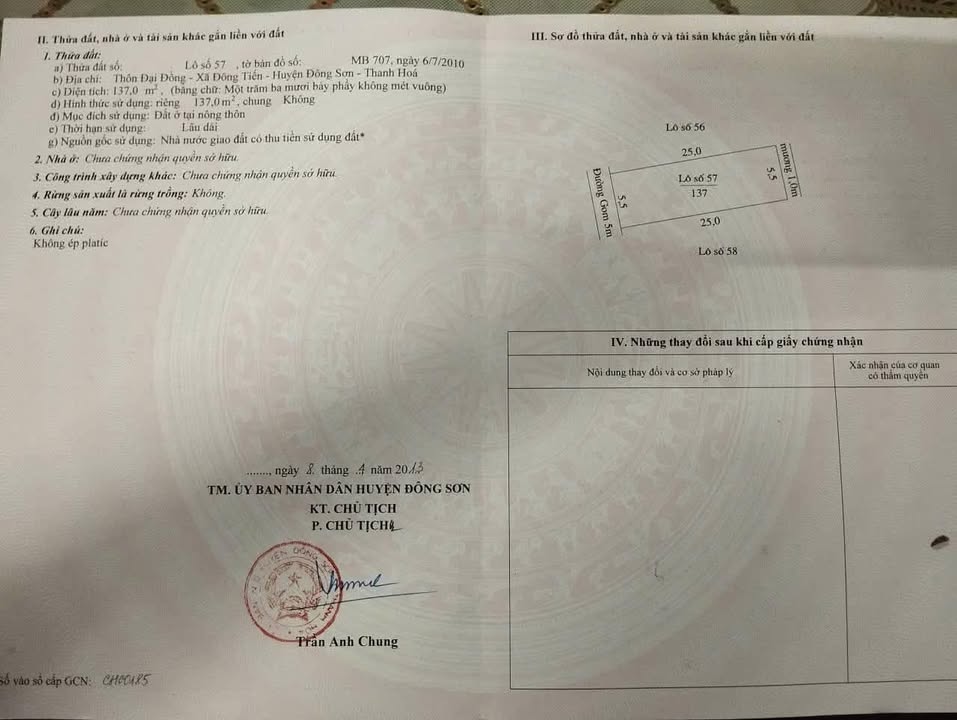 II. Thửa đất, nhà ở và tài sản khác gắn liền với đất
1. Thửa đất:
a) Thửa đất số: Lô số 57 , tờ bản đồ số: MB 707, ngày 6/7/2010
b) Địa chỉ: Thôn Đại Đồng - Xã Đông Tiến - Huyện Đông Sơn - Thanh Hoá
c) Diện tích: 137,0 m², (bằng chữ: Một trăm ba mươi bảy phẩy không mét vuông)
d) Hình thức sử dụng: riêng 137,0 m², chung Không
đ) Mục đích sử dụng: Đất ở tại nông thôn
e) Thời hạn sử dụng: Lâu dài
g) Nguồn gốc sử dụng: Nhà nước giao đất có thu tiền sử dụng đất*
2. Nhà ở: Chưa chứng nhận quyền sở hữu.
3. Công trình xây dựng khác: Chưa chứng nhận quyền sở hữu.
4. Rừng sản xuất là rừng trồng: Không.
5. Cây lâu năm: Chưa chứng nhận quyền sở hữu.
6. Ghi chú:
Không ép platic
......., ngày 8 tháng 4 năm 2013
TM. ỦY BAN NHÂN DÂN HUYỆN ĐÔNG SƠN
KT. CHỦ TỊCH
P. CHỦ TỊCH
Trần Anh Chung
Số vào sổ cấp GCN: CH00485
III. Sơ đồ thửa đất, nhà ở và tài sản khác gắn liền với đất
Lô số 56
25,0
Đường Gom 5m
5,5
Lô số 57
137
5,5
mương 1,0m
25,0
Lô số 58
IV. Những thay đổi sau khi cấp giấy chứng nhận
Nội dung thay đổi và cơ sở pháp lý
Xác nhận của cơ quan
có thẩm quyền